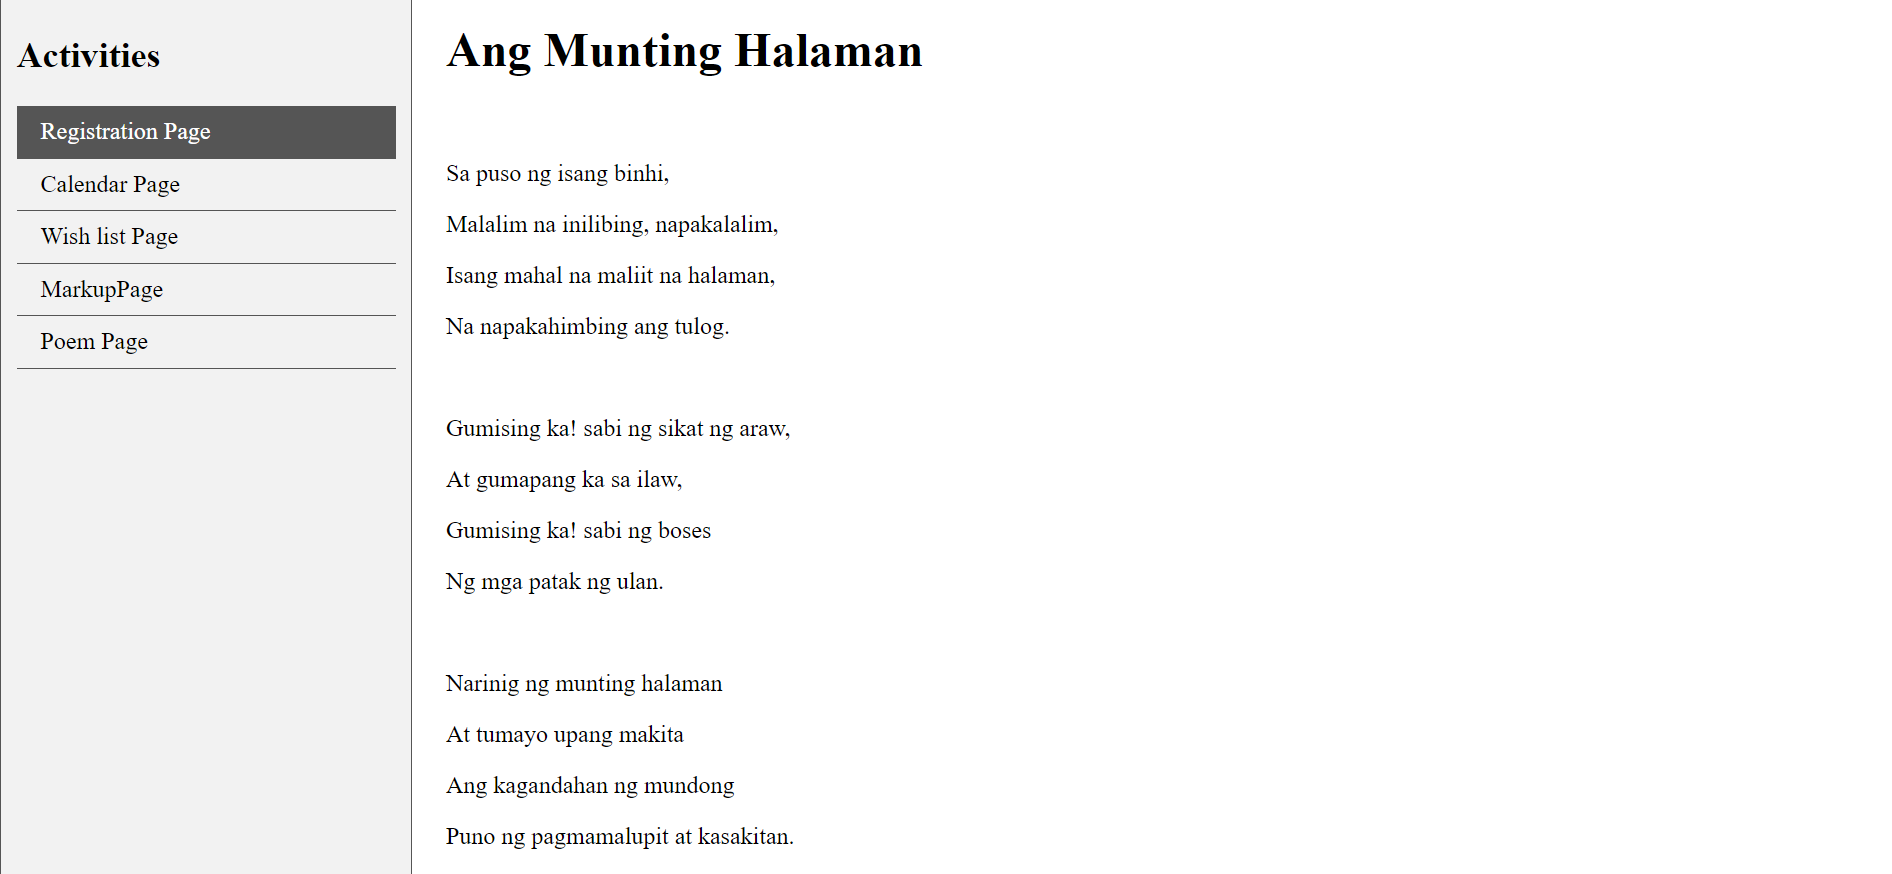 Activities
Registration Page
Calendar Page
Wish list Page
MarkupPage
Poem Page
Ang Munting Halaman
Sa puso ng isang binhi,
Malalim na inilibing, napakalalim,
Isang mahal na maliit na halaman,
Na napakahimbing ang tulog.
Gumising ka! sabi ng sikat ng araw,
At gumapang ka sa ilaw,
Gumising ka! sabi ng boses
Ng mga patak ng ulan.
Narinig ng munting halaman
At tumayo upang makita
Ang kagandahan ng mundong
Puno ng pagmamalupit at kasakitan.